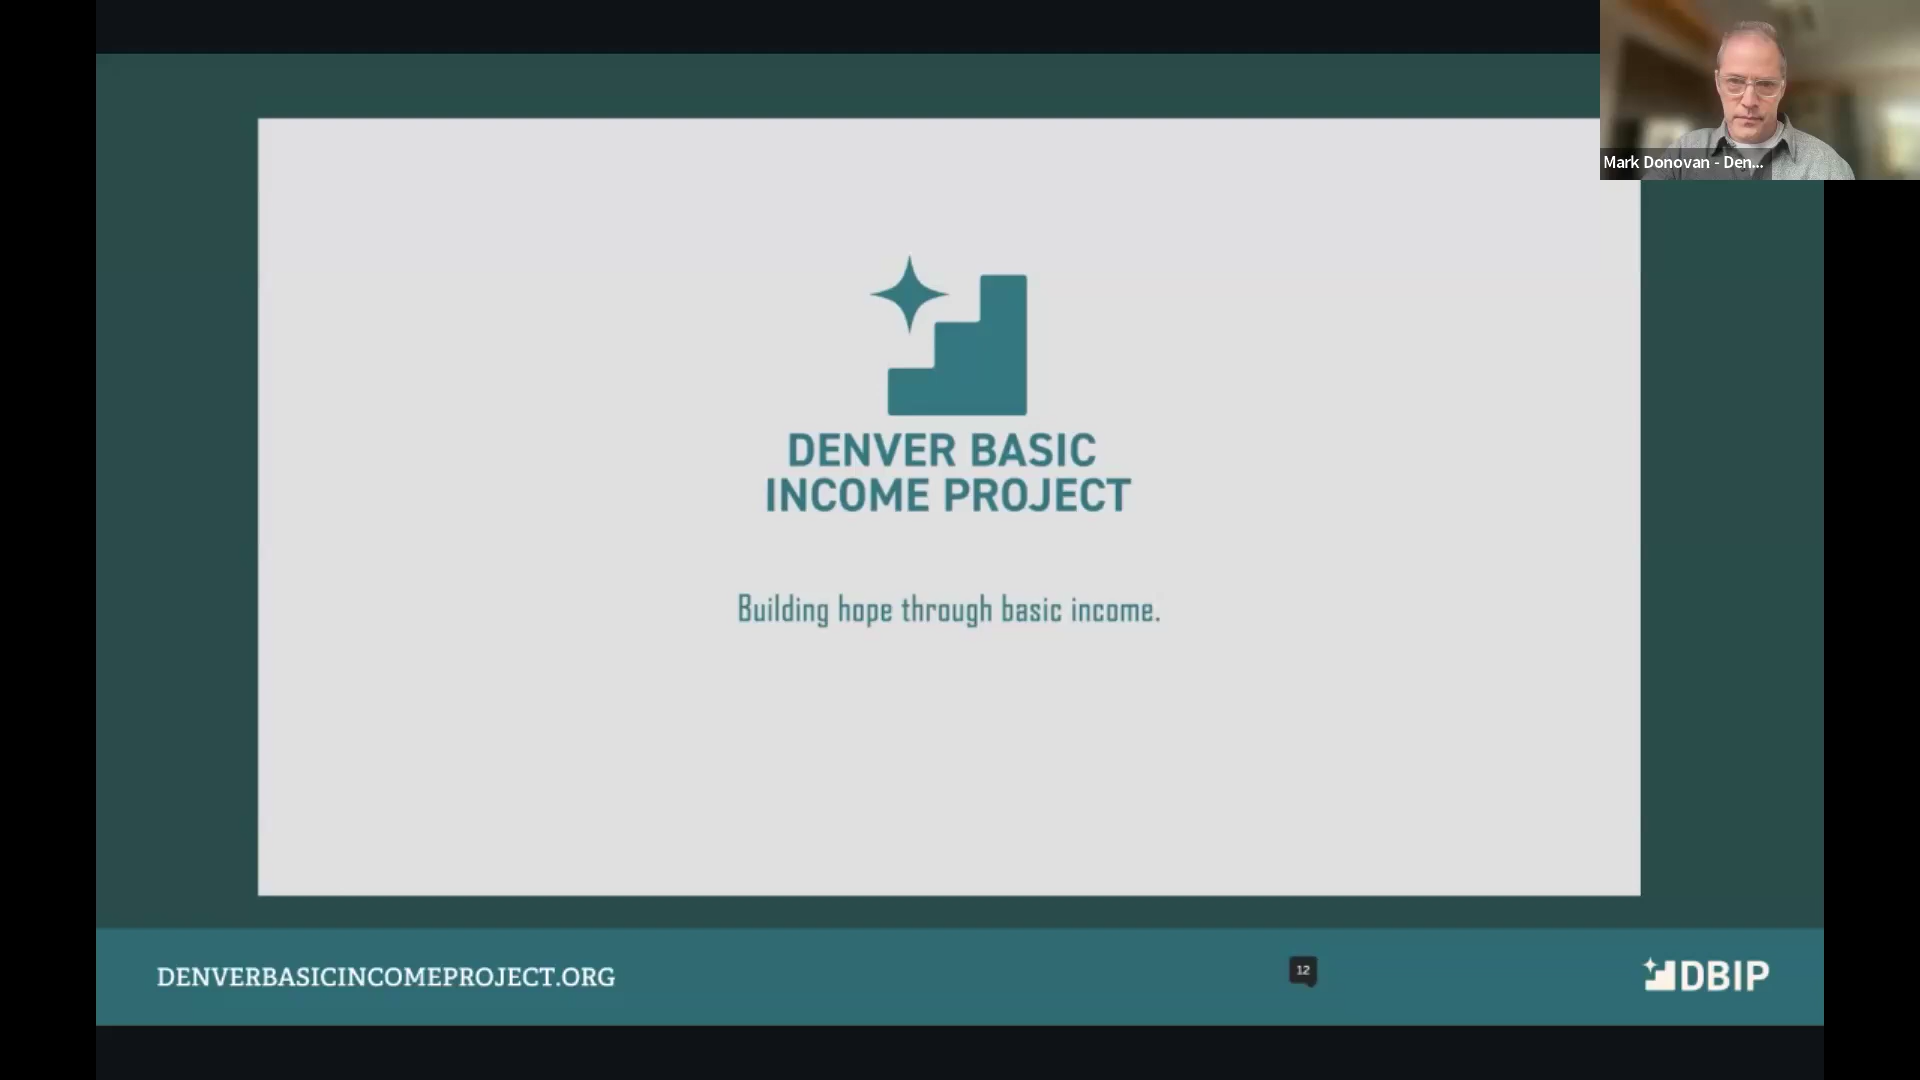 Mark Donovan - Den...
DENVER BASIC
INCOME PROJECT
Building hope through basic income.
DENVERBASICINCOMEPROJECT.ORG
12
DBIP